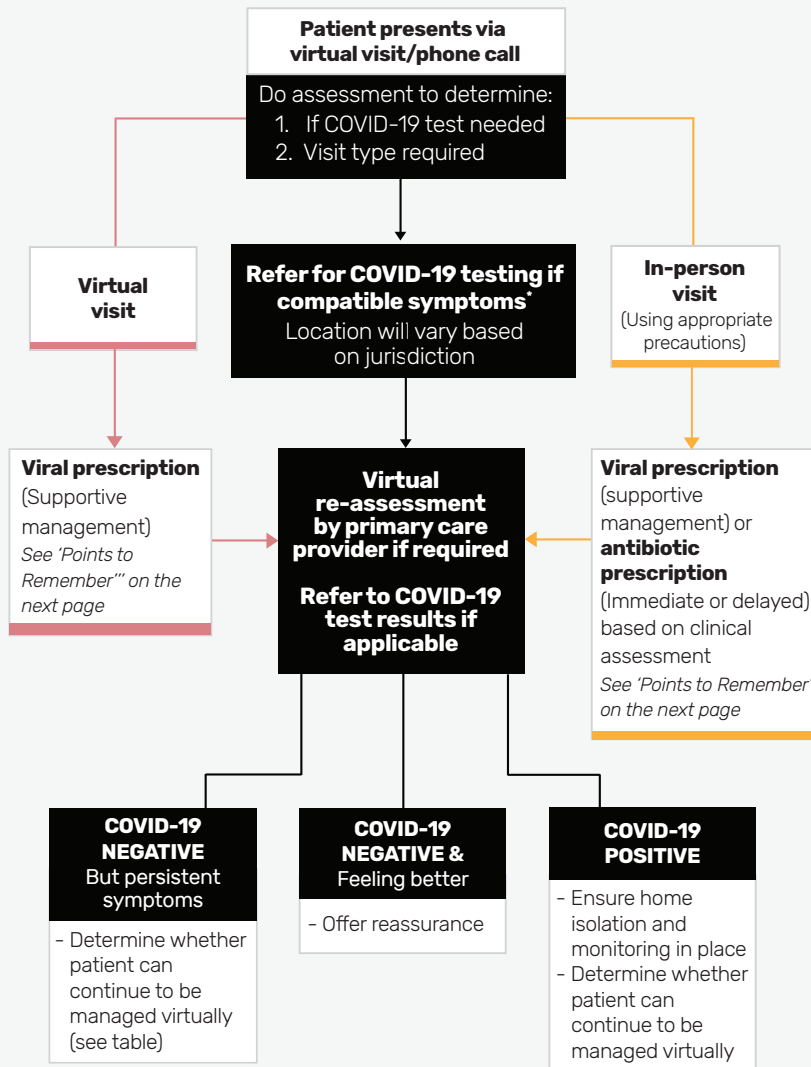 Patient presents via
virtual visit/phone call
Do assessment to determine:
1. If COVID-19 test needed
2. Visit type required
Virtual
visit
Refer for COVID-19 testing if
compatible symptoms*
Location will vary based
on jurisdiction
In-person
visit
(Using appropriate
precautions)
Viral prescription
(Supportive
management)
See ‘Points to
Remember’” on the
next page
Virtual
re-assessment
by primary care
provider if required
Refer to COVID-19
test results if
applicable
Viral prescription
(supportive
management) or
antibiotic
prescription
(Immediate or delayed)
based on clinical
assessment
See ‘Points to Remember’
on the next page
COVID-19
NEGATIVE
But persistent
symptoms
- Determine whether
patient can
continue to be
managed virtually
(see table)
COVID-19
NEGATIVE &
Feeling better
- Offer reassurance
COVID-19
POSITIVE
- Ensure home
isolation and
monitoring in place
- Determine whether
patient can
continue to be
managed virtually